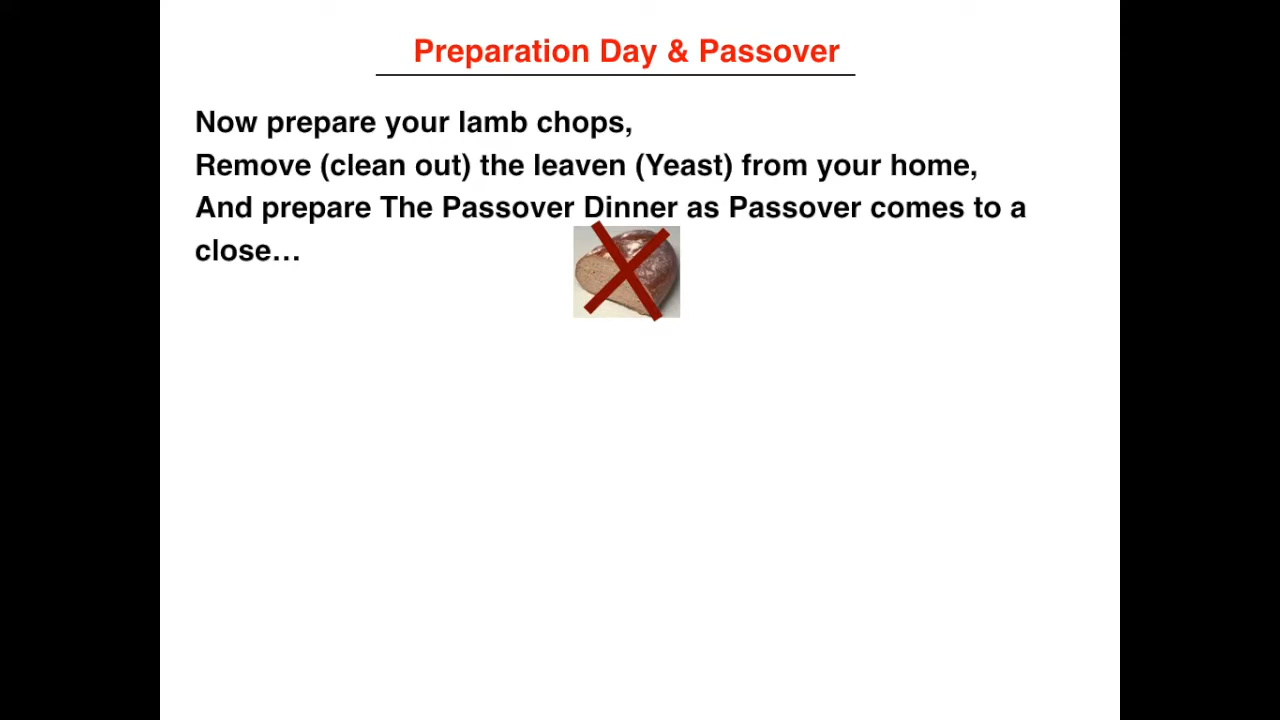 Preparation Day & Passover
Now prepare your lamb chops,
Remove (clean out) the leaven (Yeast) from your home,
And prepare The Passover Dinner as Passover comes to a
close…